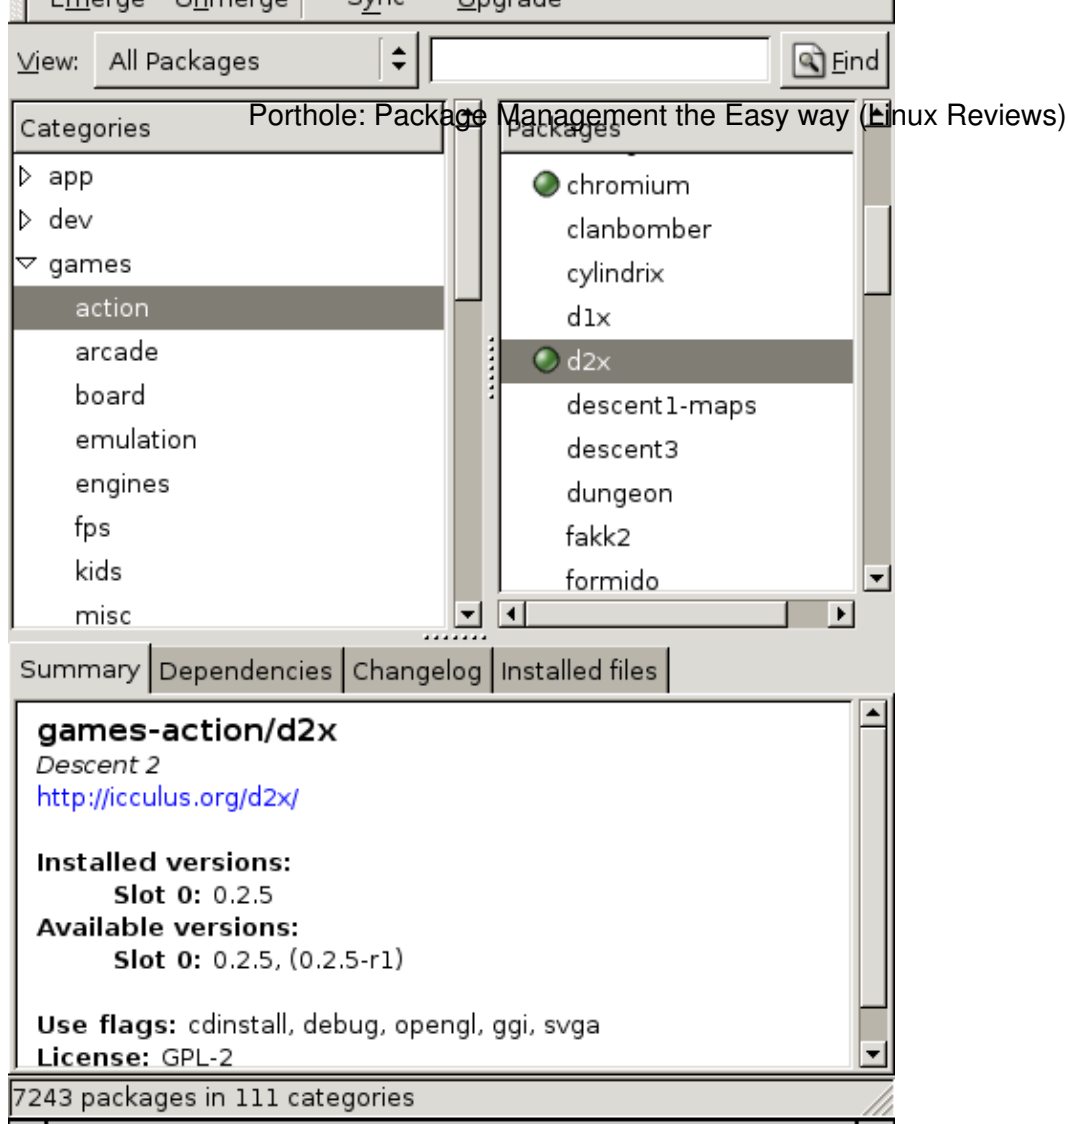 Emerge Unmerge Sync Upgrade
View: All Packages Find
Porthole: Package Management the Easy way (Linux Reviews)
Categories
app
dev
games
action
arcade
board
emulation
engines
fps
kids
misc
Packages
chromium
clanbomber
cylindrix
d1x
d2x
descent1-maps
descent3
dungeon
fakk2
formido
Summary Dependencies Changelog Installed files
games-action/d2x
Descent 2
http://icculus.org/d2x/
Installed versions:
Slot 0: 0.2.5
Available versions:
Slot 0: 0.2.5, (0.2.5-r1)
Use flags: cdinstall, debug, opengl, ggi, svga
License: GPL-2
7243 packages in 111 categories